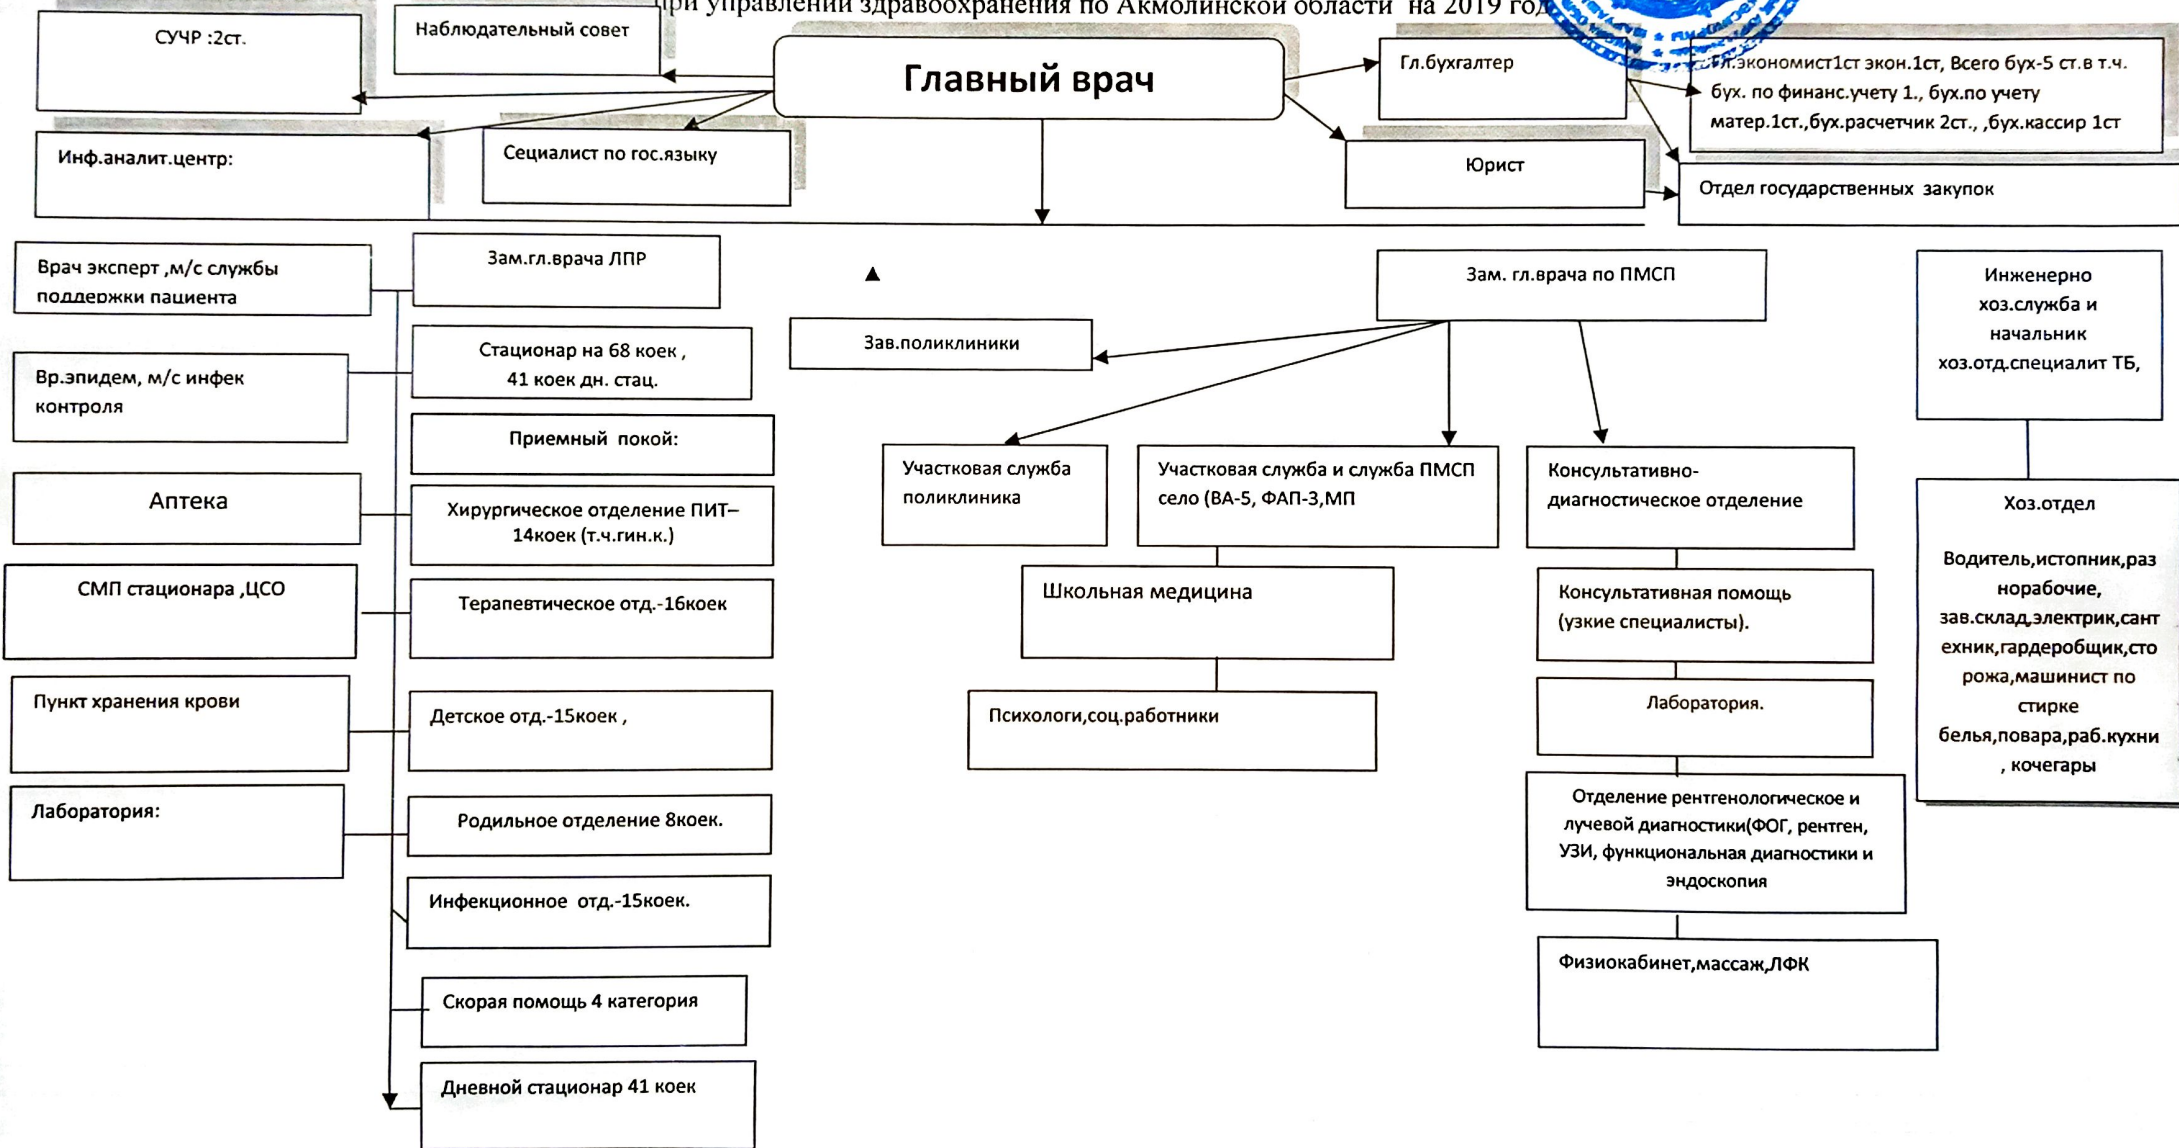 при управлении здравоохранения по Акмолинской области на 2019 год
СУЧР :2ст.
Наблюдательный совет
Главный врач
Гл.бухгалтер
Гл.экономист1ст экон.1ст, Всего бух-5 ст.в т.ч.
бух. по финанс.учету 1., бух.по учету
матер.1ст.,бух.расчетчик 2ст., ,бух.кассир 1ст
Инф.аналит.центр:
Сециалист по гос.языку
Юрист
Отдел государственных закупок
Врач эксперт ,м/с службы
поддержки пациента
Зам.гл.врача ЛПР
Зам. гл.врача по ПМСП
Инженерно
хоз.служба и
начальник
хоз.отд.специалит ТБ,
Зав.поликлиники
Стационар на 68 коек ,
41 коек дн. стац.
Вр.эпидем, м/с инфек
контроля
Приемный покой:
Участковая служба
поликлиника
Участковая служба и служба ПМСП
село (ВА-5, ФАП-3,МП
Консультативно-
диагностическое отделение
Аптека
Хирургическое отделение ПИТ–
14коек (т.ч.гин.к.)
Хоз.отдел
Водитель,истопник,раз
норабочие,
зав.склад,электрик,сант
ехник,гардеробщик,сто
рожа,машинист по
стирке
белья,повара,раб.кухни
, кочегары
СМП стационара ,ЦСО
Терапевтическое отд.-16коек
Школьная медицина
Консультативная помощь
(узкие специалисты).
Пункт хранения крови
Детское отд.-15коек ,
Психологи,соц.работники
Лаборатория.
Лаборатория:
Родильное отделение 8коек.
Отделение рентгенологическое и
лучевой диагностики(ФОГ, рентген,
УЗИ, функциональная диагностики и
эндоскопия
Инфекционное отд.-15коек.
Физиокабинет,массаж,ЛФК
Скорая помощь 4 категория
Дневной стационар 41 коек